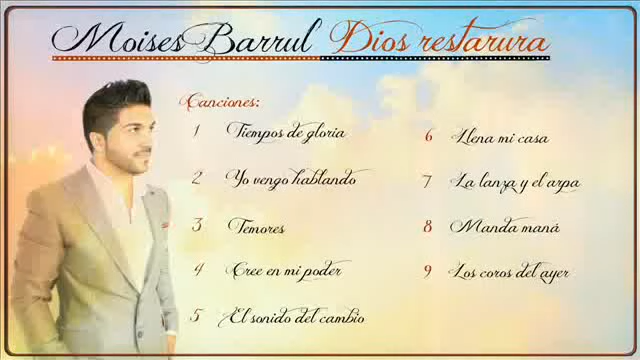 Moises Barrul Dios restarura
Canciones:
1 Tiempos de gloria
2 Yo vengo hablando
3 Temores
4 Cree en mi poder
5 El sonido del cambio
6 Llena mi casa
7 La lanza y el arpa
8 Manda maná
9 Los coros del ayer